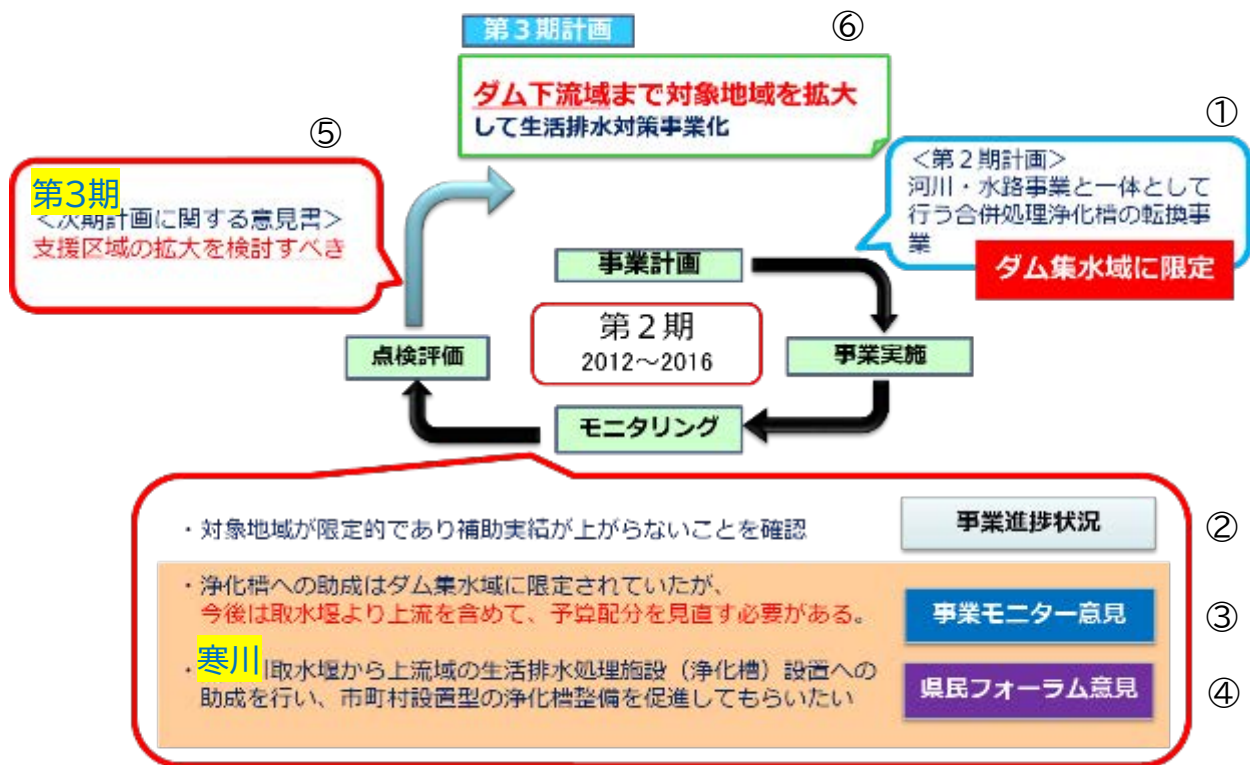 第３期計画
⑥
ダム下流域まで対象地域を拡大
して生活排水対策事業化
①
＜第２期計画＞
河川・水路事業と一体として
行う合併処理浄化槽の転換事
業
ダム集水域に限定
⑤
第3期
＜次期計画に関する意見書＞
支援区域の拡大を検討すべき
事業計画
第２期
2012～2016
点検評価
事業実施
モニタリング
・対象地域が限定的であり補助実績が上がらないことを確認
事業進捗状況
②
・浄化槽への助成はダム集水域に限定されていたが、
今後は取水堰より上流を含めて、予算配分を見直す必要がある。
事業モニター意見
③
・寒川取水堰から上流域の生活排水処理施設（浄化槽）設置への
助成を行い、市町村設置型の浄化槽整備を促進してもらいたい
県民フォーラム意見
④